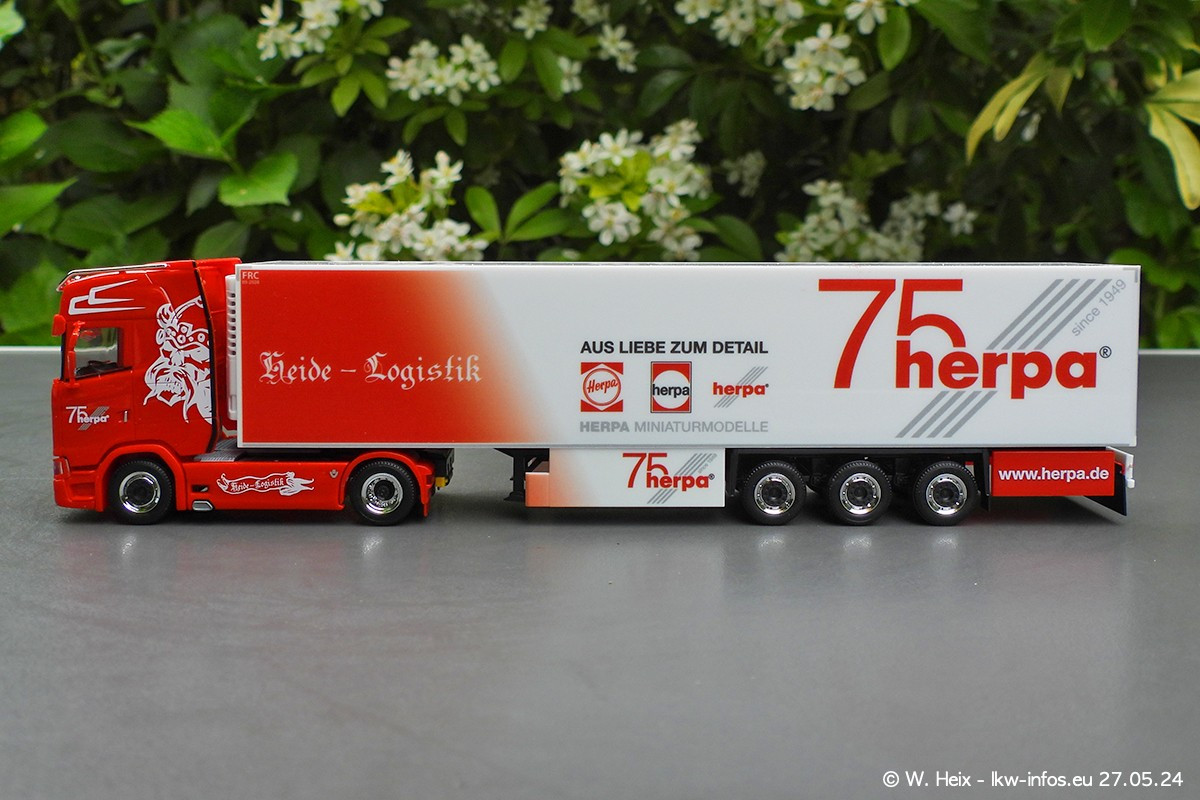 FRC
Heide - Logistik
AUS LIEBE ZUM DETAIL
Herpa
herpa
herpa®
HERPA MINIATURMODELLE
75
herpa®
since 1949
75
herpa
Heide - Logistik
75
herpa®
www.herpa.de
© W. Heix - lkw-infos.eu 27.05.24